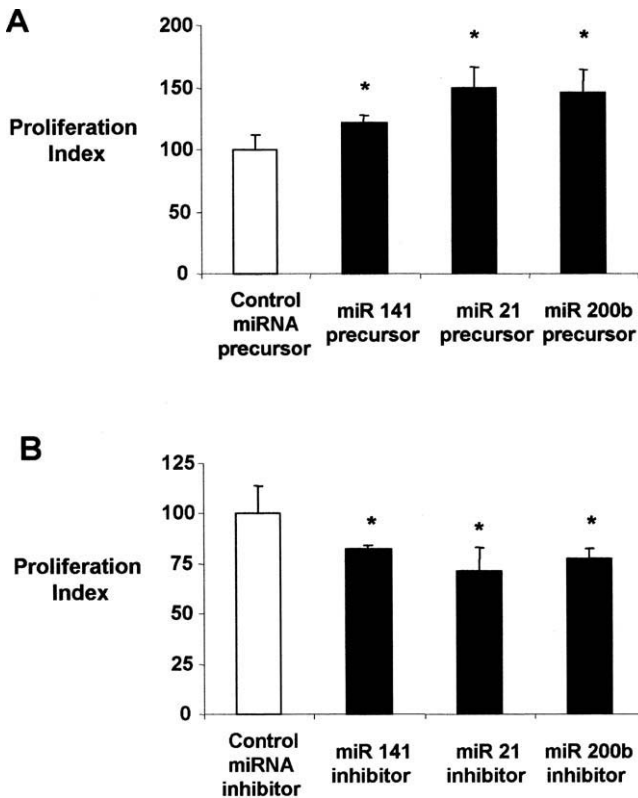 A
200
150
100
50
0
Proliferation
Index
*
*
*
Control
miRNA
precursor
miR 141
precursor
miR 21
precursor
miR 200b
precursor
B
125
100
75
50
25
0
Proliferation
Index
*
*
*
Control
miRNA
inhibitor
miR 141
inhibitor
miR 21
inhibitor
miR 200b
inhibitor